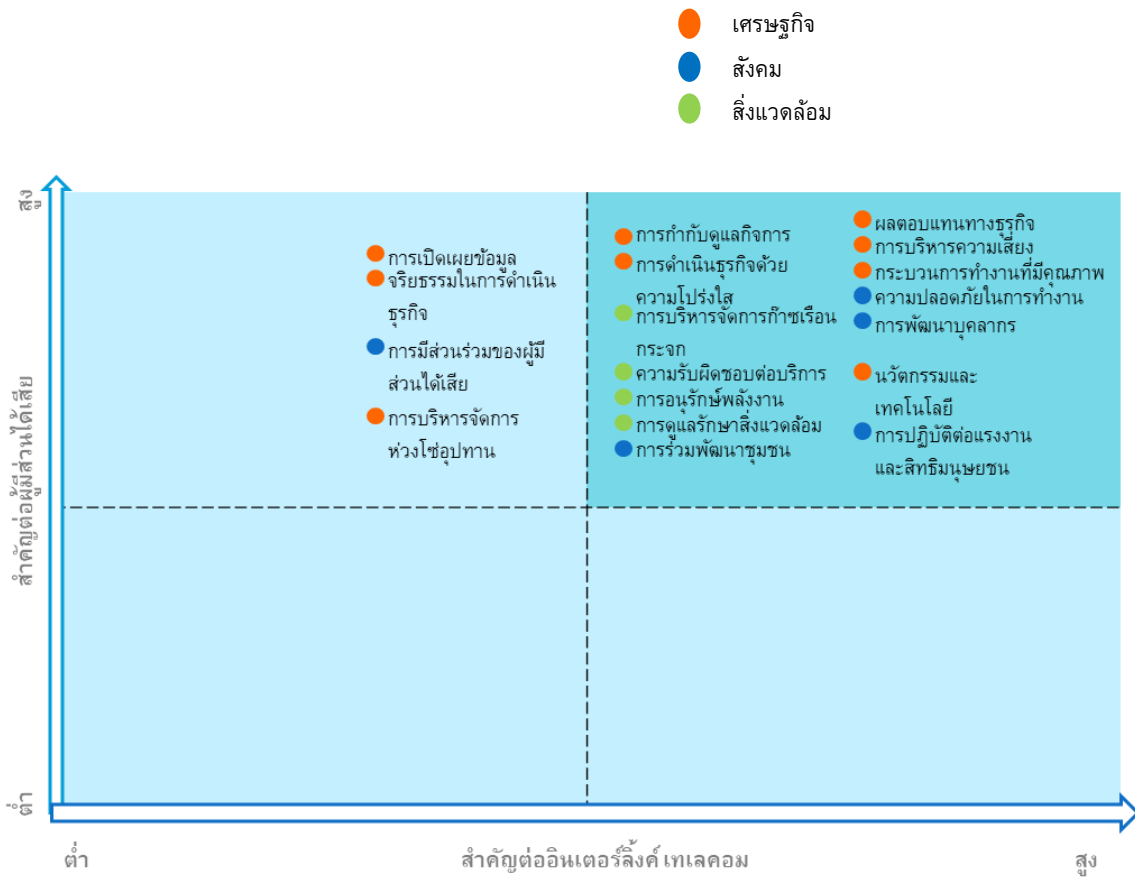 เศรษฐกิจ
สังคม
สิ่งแวดล้อม
สูง
สำคัญต่อผู้มีส่วนได้เสีย
ต่ำ
การเปิดเผยข้อมูล
จริยธรรมในการดำเนิน
ธุรกิจ
การมีส่วนร่วมของผู้มี
ส่วนได้เสีย
การบริหารจัดการ
ห่วงโซ่อุปทาน
การกำกับดูแลกิจการ
การดำเนินธุรกิจด้วย
ความโปร่งใส
การบริหารจัดการก๊าซเรือน
กระจก
ความรับผิดชอบต่อบริการ
การอนุรักษ์พลังงาน
การดูแลรักษาสิ่งแวดล้อม
การร่วมพัฒนาชุมชน
ผลตอบแทนทางธุรกิจ
การบริหารความเสี่ยง
กระบวนการทำงานที่มีคุณภาพ
ความปลอดภัยในการทำงาน
การพัฒนาบุคลากร
นวัตกรรมและ
เทคโนโลยี
การปฏิบัติต่อแรงงาน
และสิทธิมนุษยชน
ต่ำ
สำคัญต่ออินเตอร์ลิ้งค์ เทเลคอม
สูง